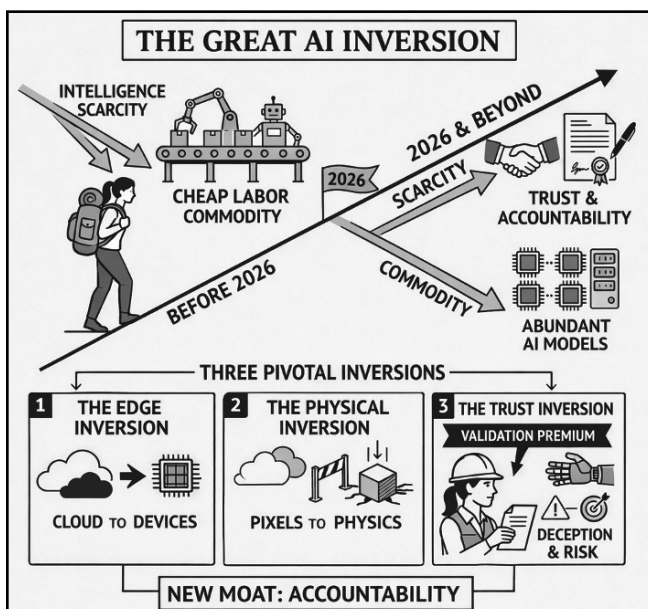 THE GREAT AI INVERSION
INTELLIGENCE
SCARCITY
CHEAP LABOR
COMMODITY
BEFORE 2026
2026
2026 & BEYOND
SCARCITY
COMMODITY
TRUST &
ACCOUNTABILITY
ABUNDANT
AI MODELS
THREE PIVOTAL INVERSIONS
1
THE EDGE
INVERSION
CLOUD TO DEVICES
2
THE PHYSICAL
INVERSION
PIXELS TO PHYSICS
3
THE TRUST INVERSION
VALIDATION PREMIUM
DECEPTION
& RISK
NEW MOAT: ACCOUNTABILITY